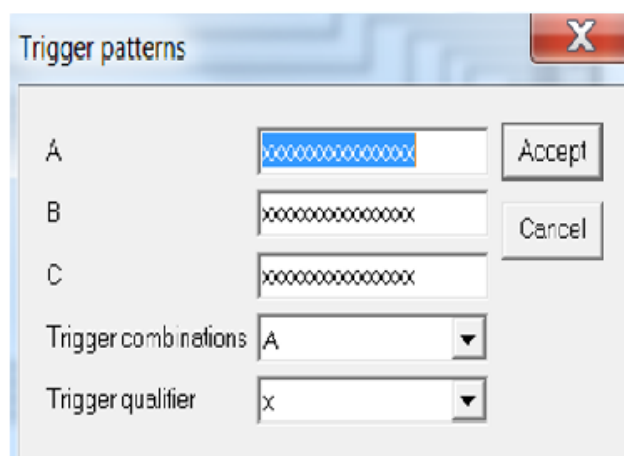 Trigger patterns
X
A xxxxxxxxxxxxxxxx Accept
B xxxxxxxxxxxxxxxx
Cancel
C xxxxxxxxxxxxxxxx
Trigger combinations A
Trigger qualifier x